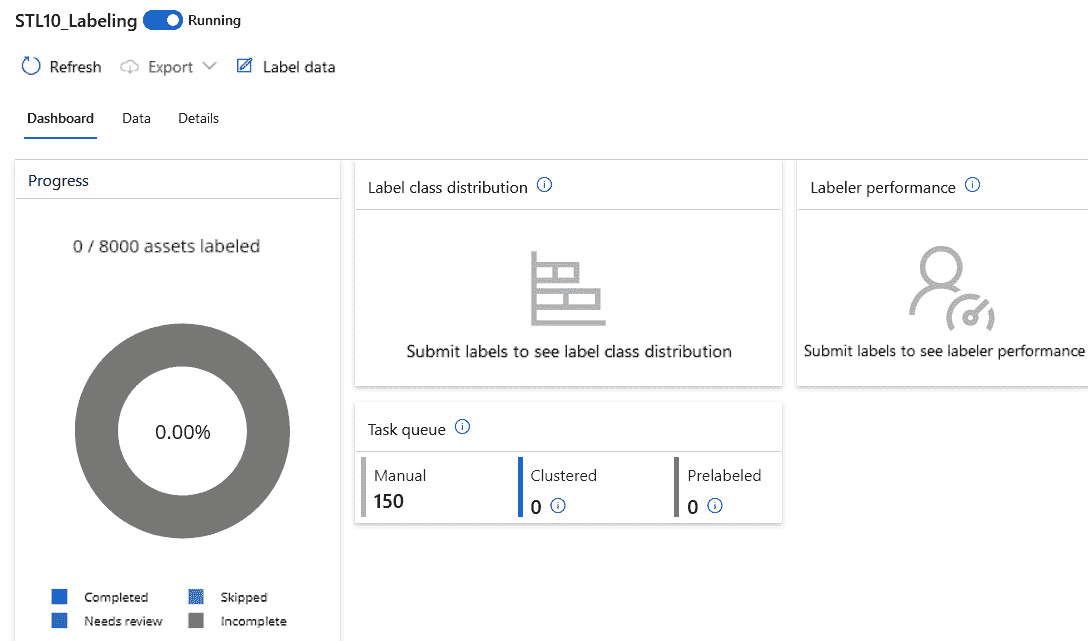 STL10_Labeling Running
Refresh Export Label data
Dashboard Data Details
Progress
0 / 8000 assets labeled
0.00%
Completed Skipped
Needs review Incomplete
Label class distribution
Submit labels to see label class distribution
Labeler performance
Submit labels to see labeler performance
Task queue
Manual Clustered Prelabeled
150 0 0